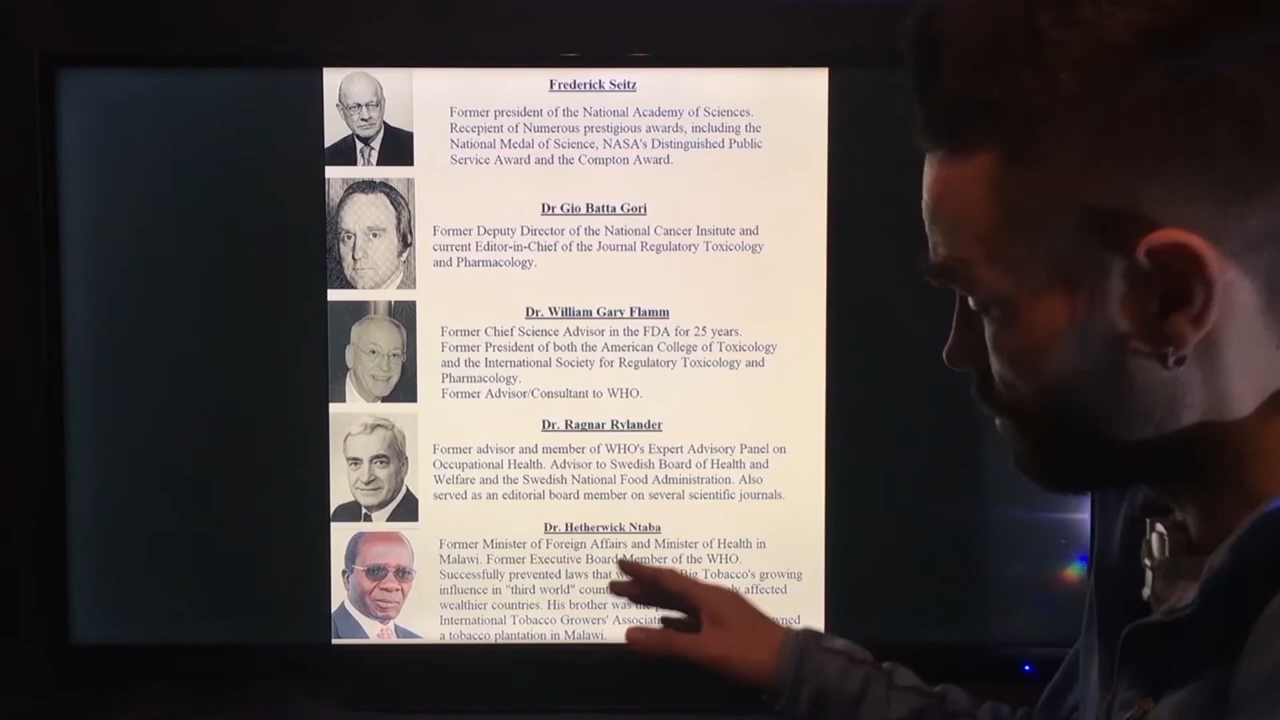 Frederick Seitz
Former president of the National Academy of Sciences.
Recepient of Numerous prestigious awards, including the
National Medal of Science, NASA's Distinguished Public
Service Award and the Compton Award.
Dr Gio Batta Gori
Former Deputy Director of the National Cancer Insitute and
current Editor-in-Chief of the Journal Regulatory Toxicology
and Pharmacology.
Dr. William Gary Flamm
Former Chief Science Advisor in the FDA for 25 years.
Former President of both the American College of Toxicology
and the International Society for Regulatory Toxicology and
Pharmacology.
Former Advisor/Consultant to WHO.
Dr. Ragnar Rylander
Former advisor and member of WHO's Expert Advisory Panel on
Occupational Health. Advisor to Swedish Board of Health and
Welfare and the Swedish National Food Administration. Also
served as an editorial board member on several scientific journals.
Dr. Hetherwick Ntaba
Former Minister of Foreign Affairs and Minister of Health in
Malawi. Former Executive Board Member of the WHO.
Successfully prevented laws that Big Tobacco's growing
influence in "third world" affected
wealthier countries. His brother was
International Tobacco Growers'
a tobacco plantation in Malawi.